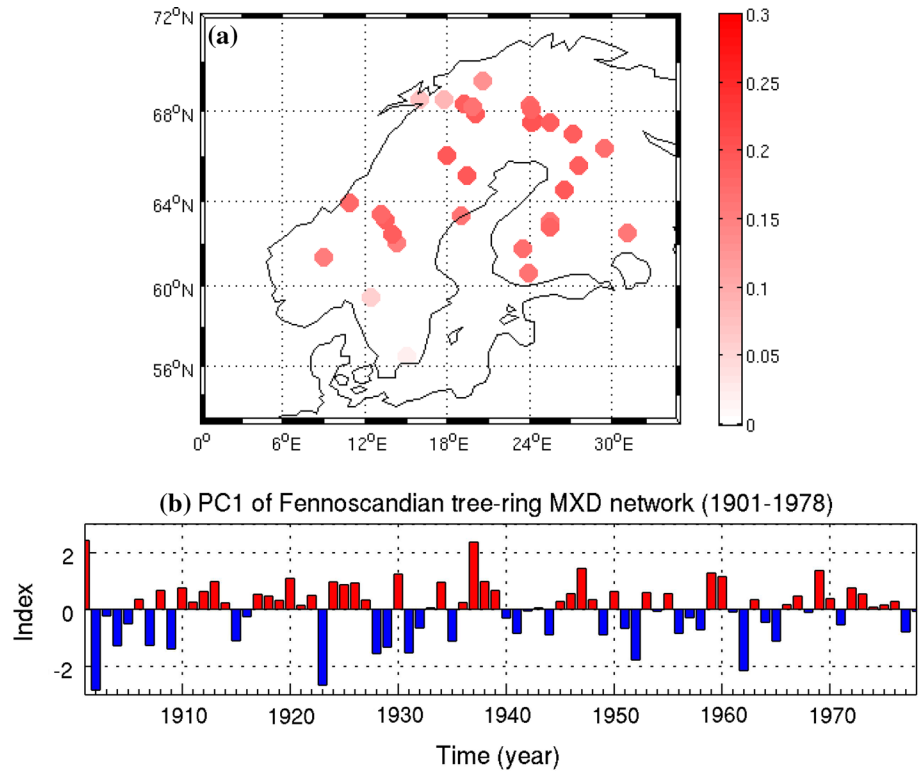 (a)
72°N
68°N
64°N
60°N
56°N
0° 6°E 12°E 18°E 24°E 30°E
0.3
0.25
0.2
0.15
0.1
0.05
0
(b) PC1 of Fennoscandian tree-ring MXD network (1901-1978)
Index
2
0
-2
1910 1920 1930 1940 1950 1960 1970
Time (year)